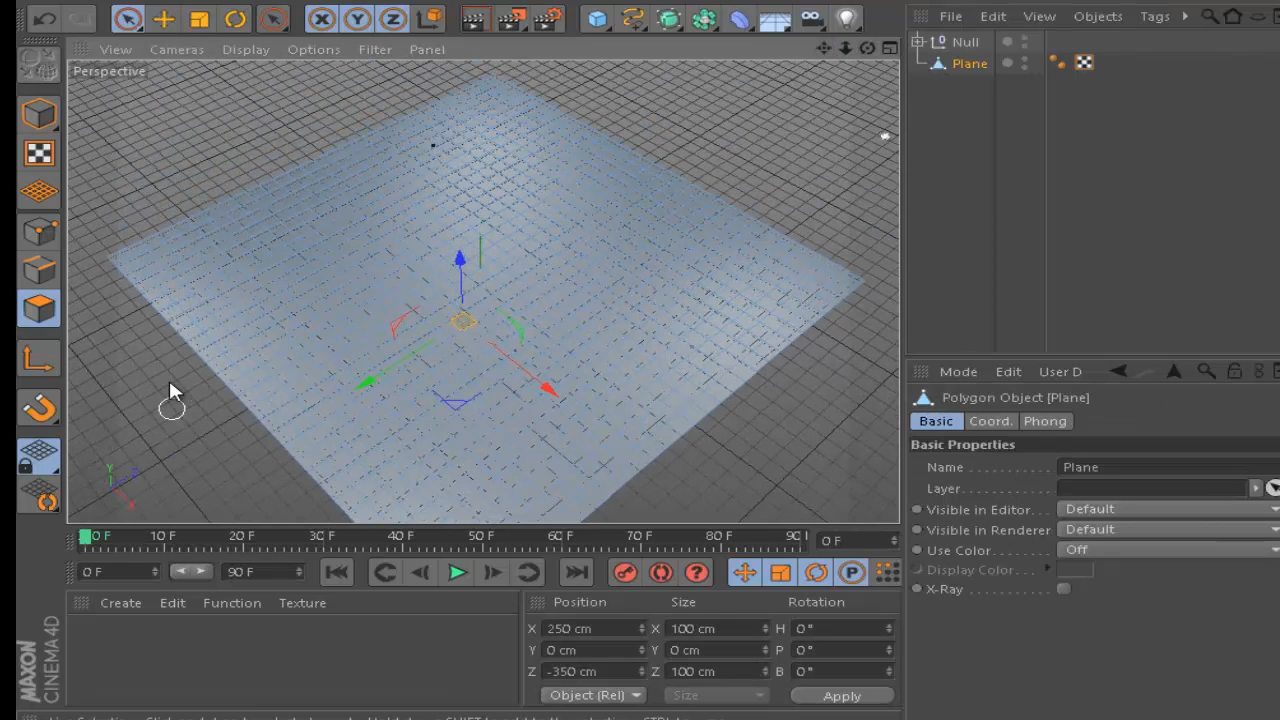 File Edit View Objects Tags
View Cameras Display Options Filter Panel
Perspective
Null
Plane
Y
X
Mode Edit User D
Polygon Object [Plane]
Basic Coord. Phong
Basic Properties
Name Plane
Layer
Visible in Editor Default
Visible in Renderer Default
Use Color Off
Display Color
X-Ray
0 F 10 F 20 F 30 F 40 F 50 F 60 F 70 F 80 F 90 0 F
0 F 90 F
Create Edit Function Texture
Position Size Rotation
X 250 cm X 100 cm H 0°
Y 0 cm Y 0 cm P 0°
Z -350 cm Z 100 cm B 0°
Object (Rel) Size Apply
MAXON
CINEMA 4D